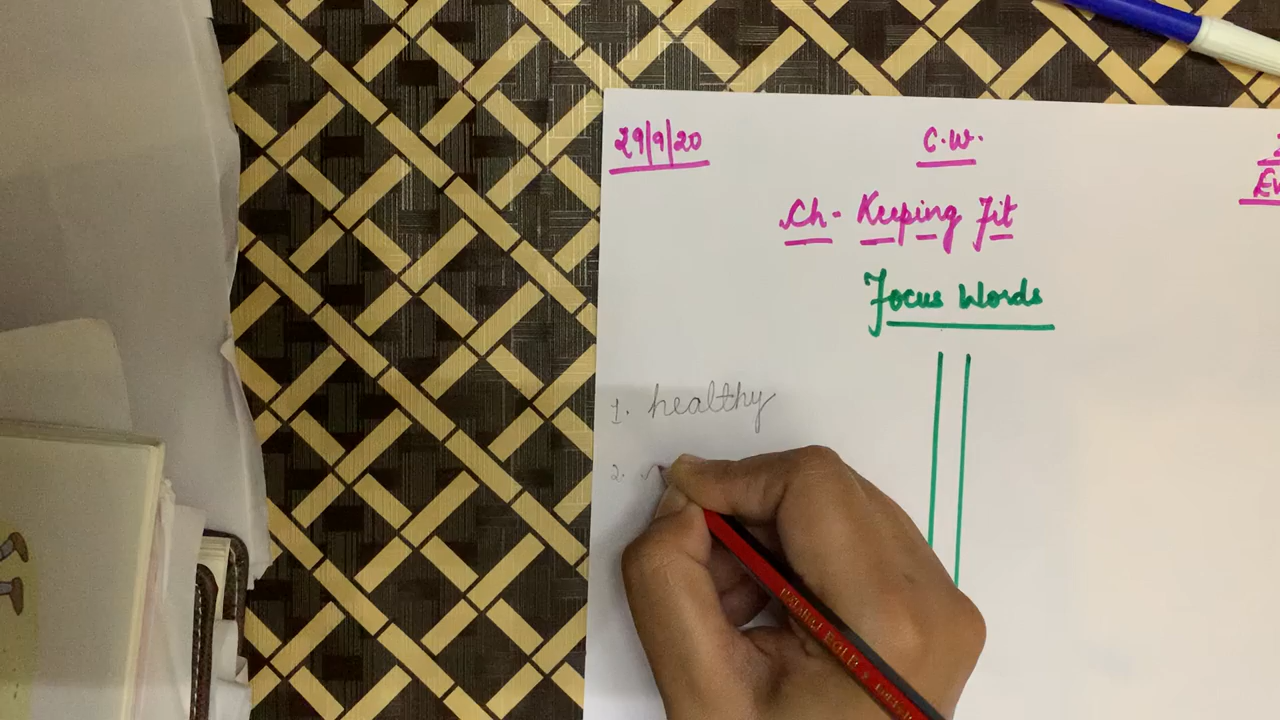 29/9/20
C.W.
Ch- Keeping Fit
Focus Words
1. healthy
2.